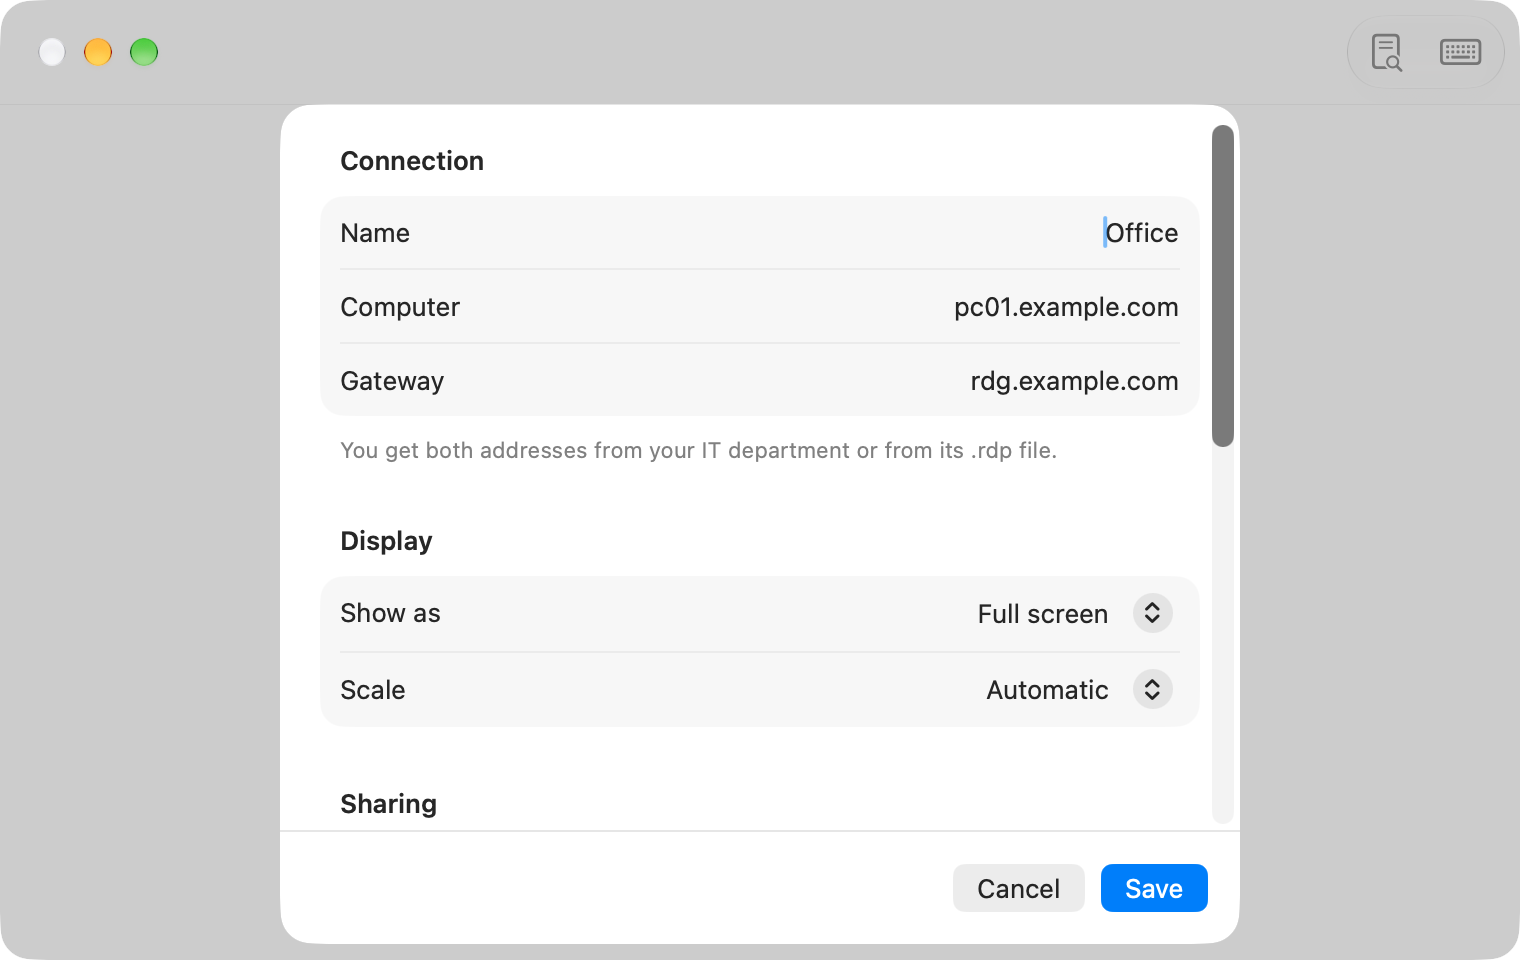 Connection
Name Office
Computer pc01.example.com
Gateway rdg.example.com
You get both addresses from your IT department or from its .rdp file.
Display
Show as Full screen
Scale Automatic
Sharing
Cancel Save